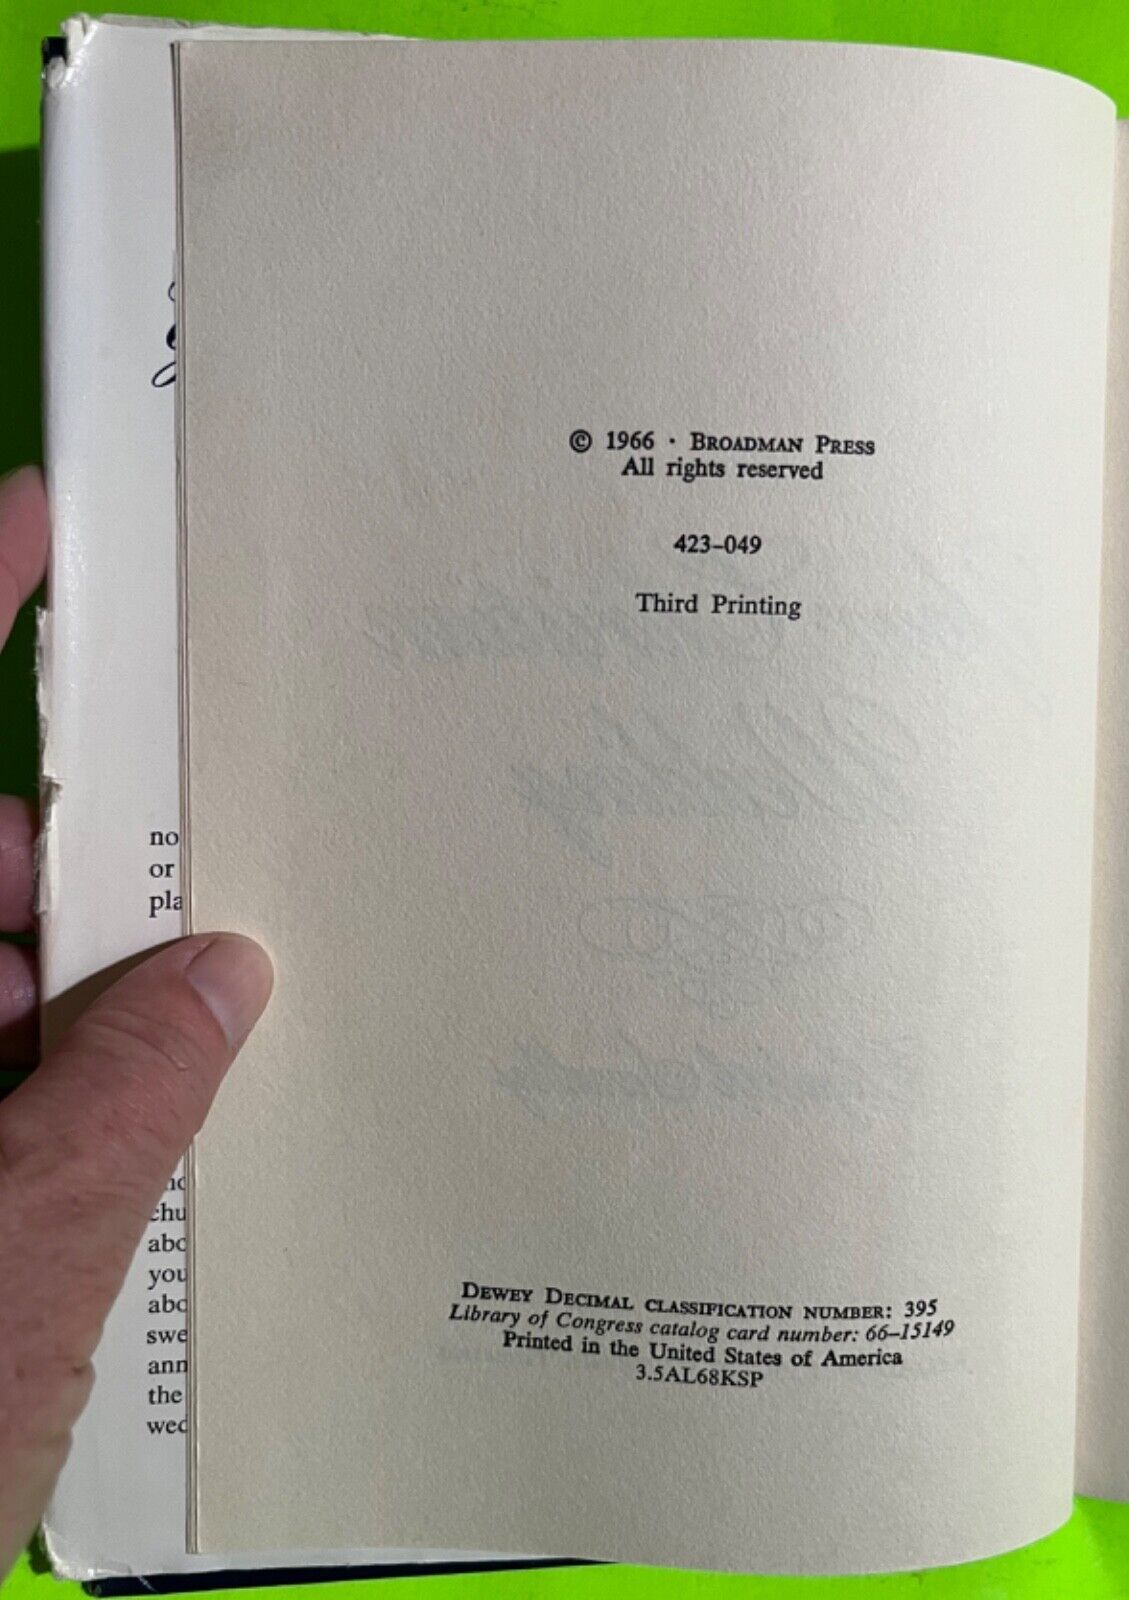 © 1966 · BROADMAN PRESS
All rights reserved
423-049
Third Printing
no
or
pla
chu
abo
you
abo
swe
ann
the
wed
DEWEY DECIMAL CLASSIFICATION NUMBER: 395
Library of Congress catalog card number: 66-15149
Printed in the United States of America
3.5AL68KSP